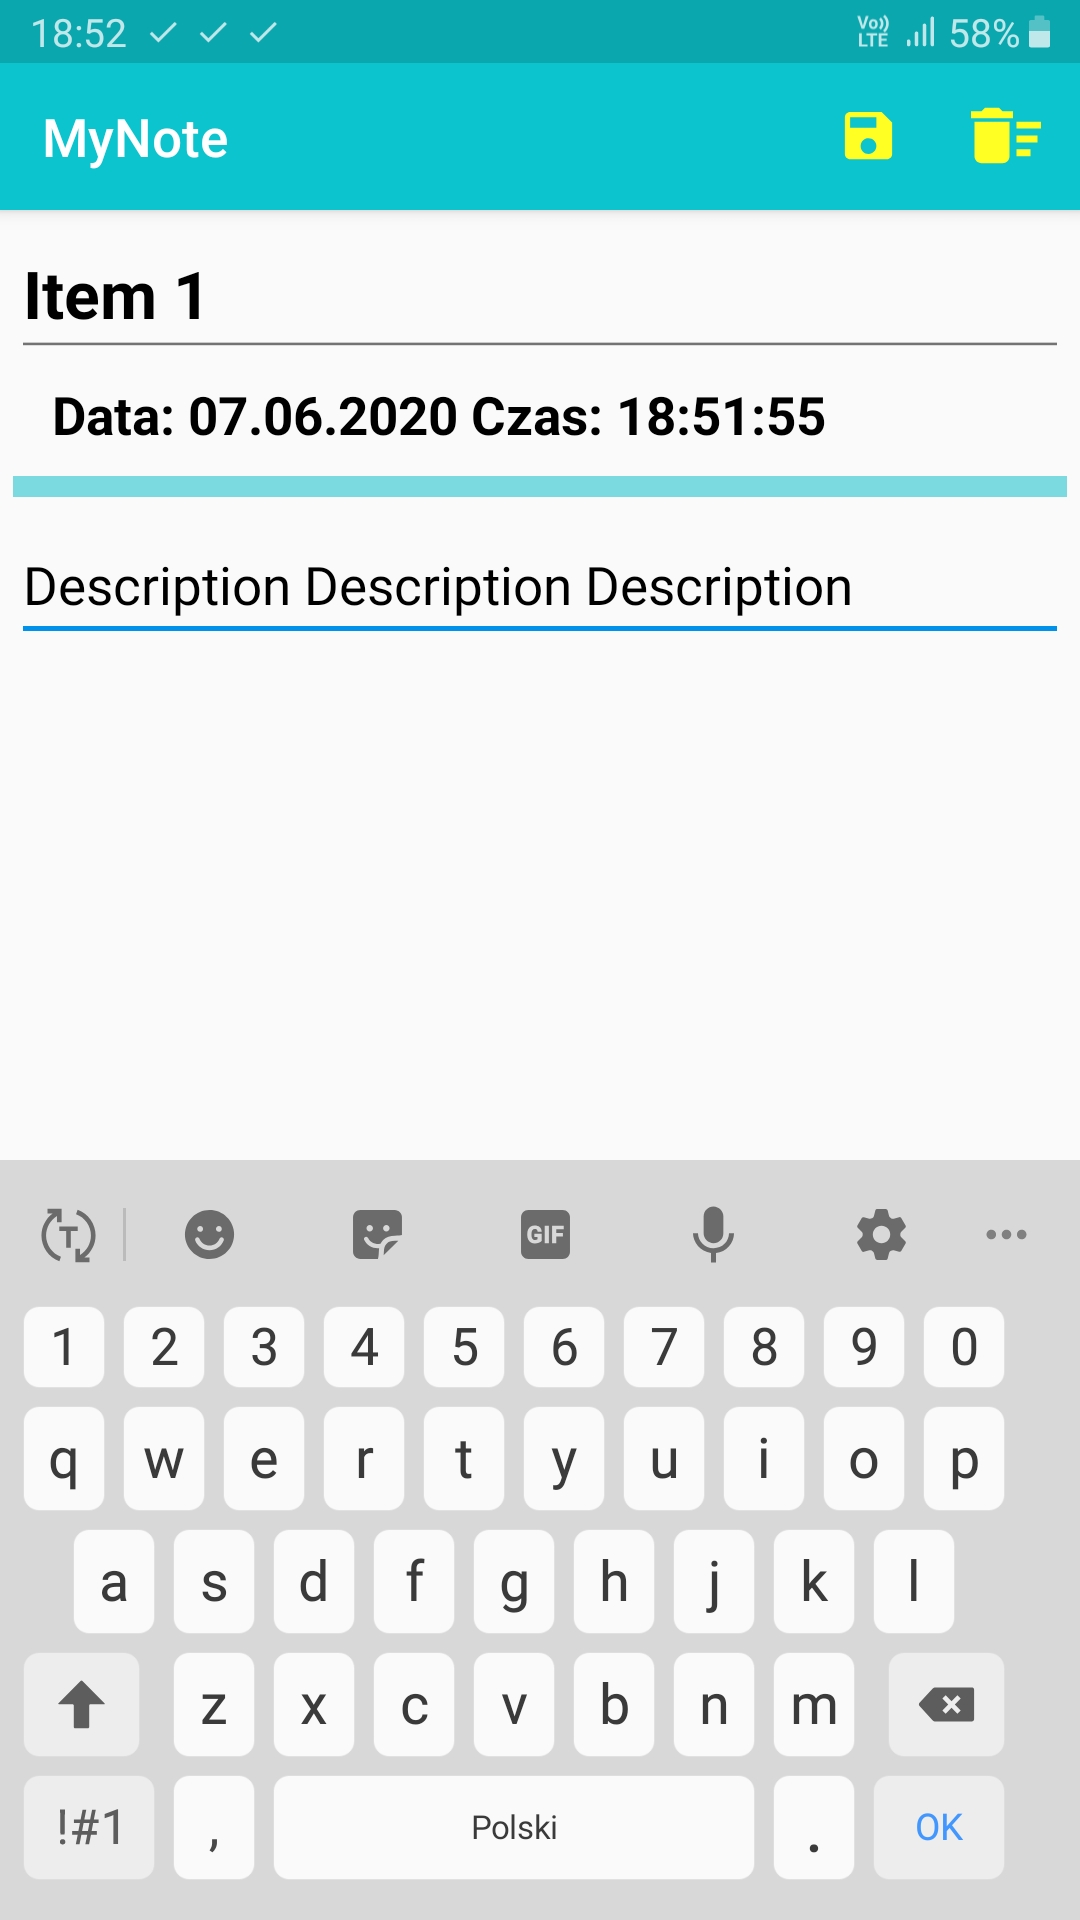 18:52 Vo)) LTE 58%
MyNote
Item 1
Data: 07.06.2020 Czas: 18:51:55
Description Description Description
T GIF
1 2 3 4 5 6 7 8 9 0
q w e r t y u i o p
a s d f g h j k l
z x c v b n m
!#1 , Polski . OK